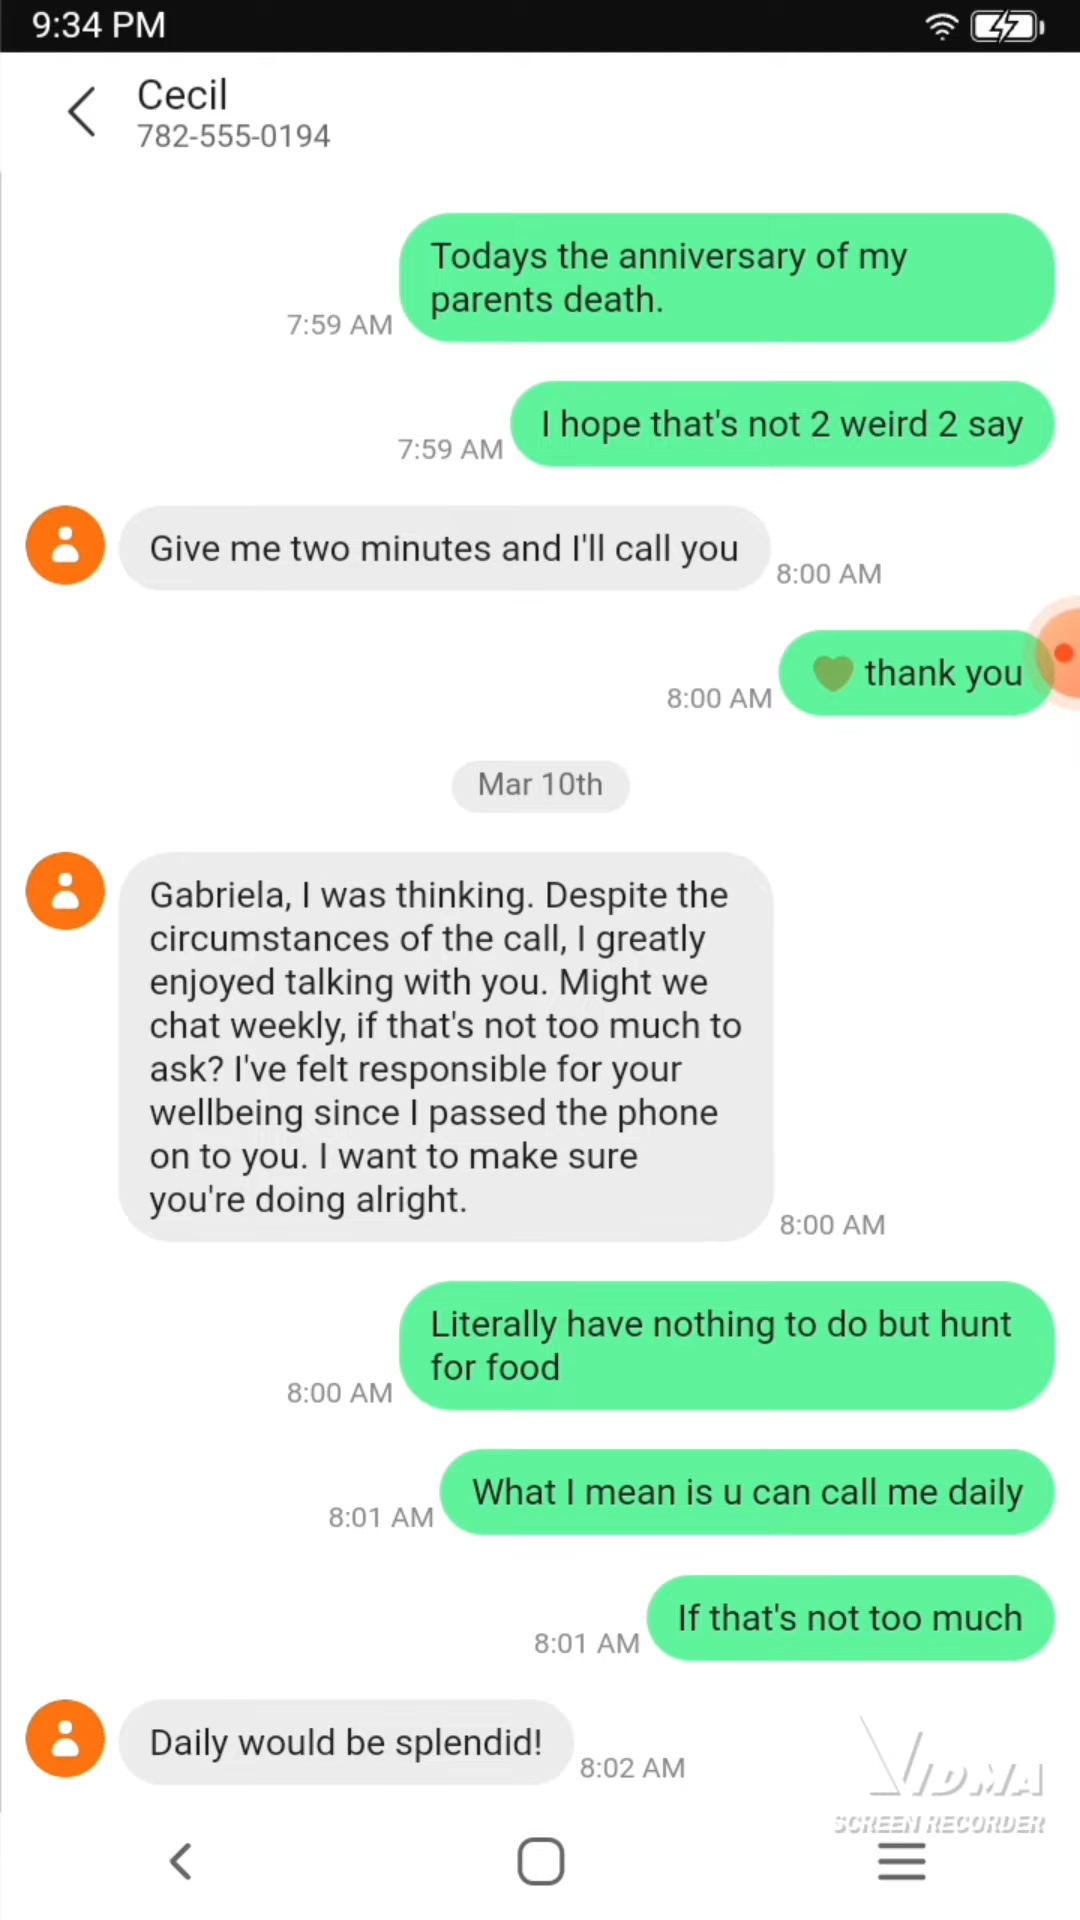 9:34 PM
Cecil
782-555-0194
Todays the anniversary of my
parents death.
7:59 AM
I hope that's not 2 weird 2 say
7:59 AM
Give me two minutes and I'll call you
8:00 AM
thank you
8:00 AM
Mar 10th
Gabriela, I was thinking. Despite the
circumstances of the call, I greatly
enjoyed talking with you. Might we
chat weekly, if that's not too much to
ask? I've felt responsible for your
wellbeing since I passed the phone
on to you. I want to make sure
you're doing alright.
8:00 AM
Literally have nothing to do but hunt
for food
8:00 AM
What I mean is u can call me daily
8:01 AM
If that's not too much
8:01 AM
Daily would be splendid!
8:02 AM
VIDMA
SCREEN RECORDER